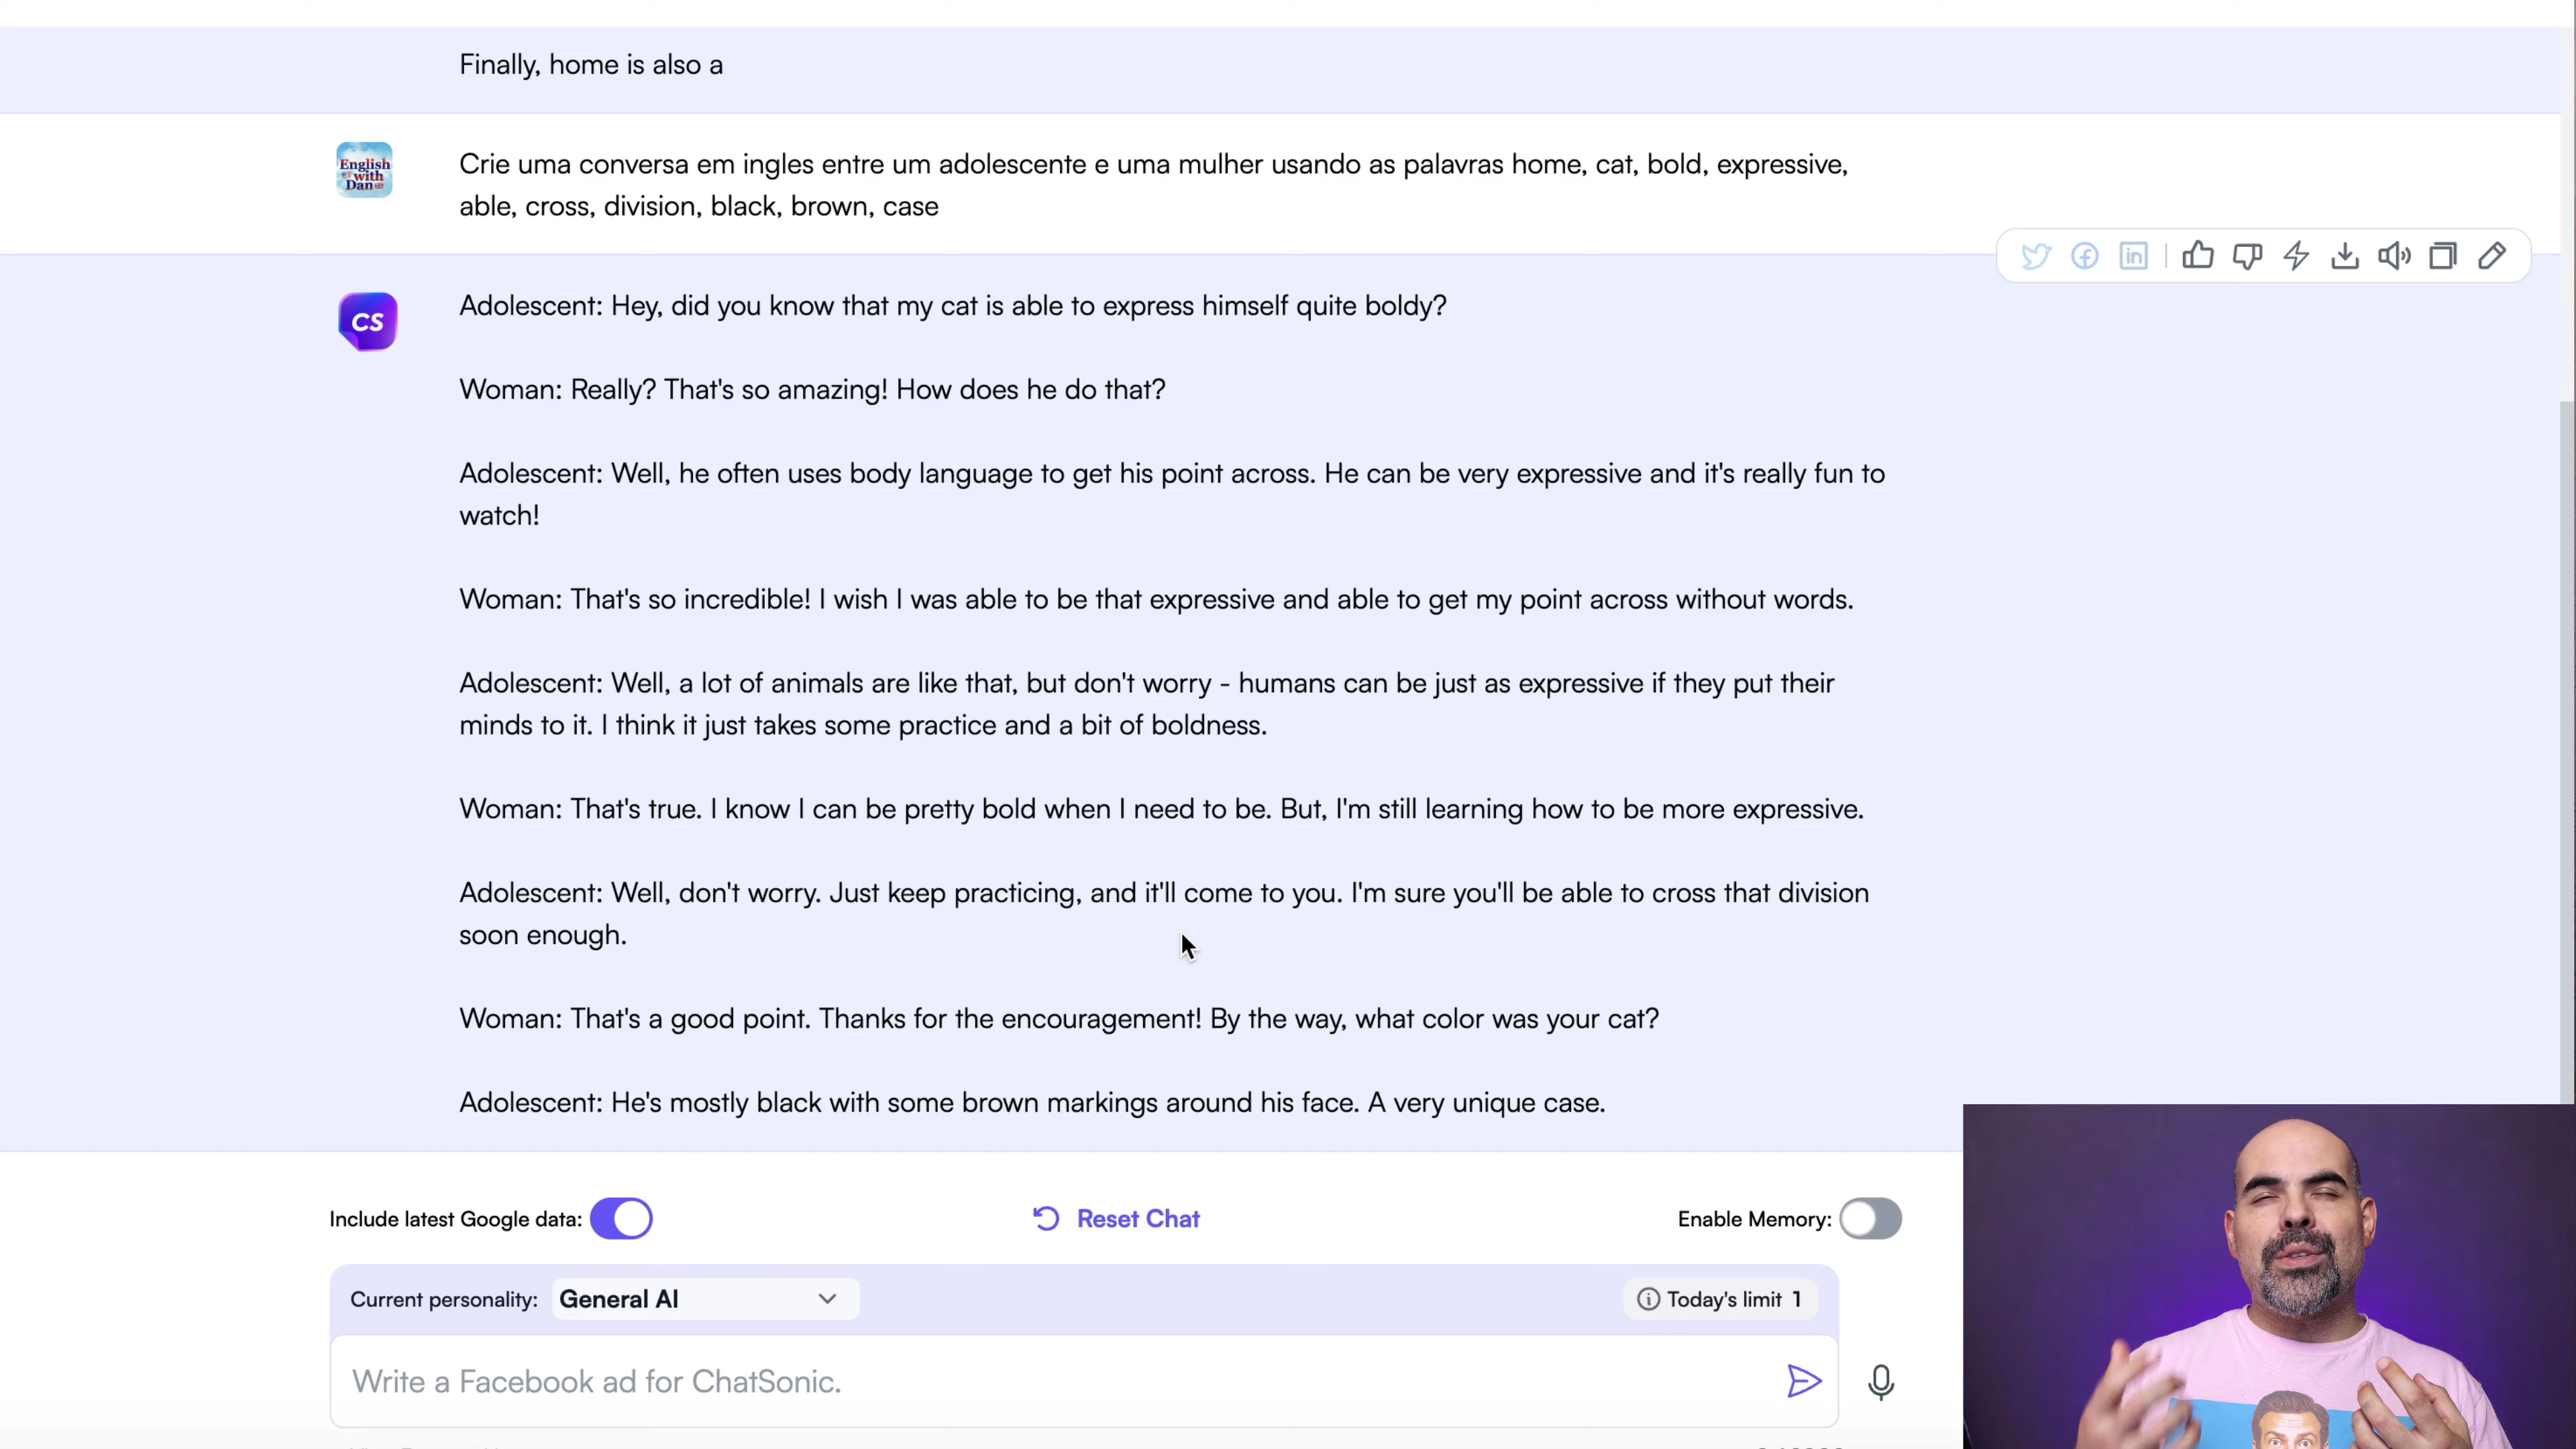 Finally, home is also a
English
with
Dan
Crie uma conversa em ingles entre um adolescente e uma mulher usando as palavras home, cat, bold, expressive,
able, cross, division, black, brown, case
CS
Adolescent: Hey, did you know that my cat is able to express himself quite boldy?
Woman: Really? That's so amazing! How does he do that?
Adolescent: Well, he often uses body language to get his point across. He can be very expressive and it's really fun to
watch!
Woman: That's so incredible! I wish I was able to be that expressive and able to get my point across without words.
Adolescent: Well, a lot of animals are like that, but don't worry - humans can be just as expressive if they put their
minds to it. I think it just takes some practice and a bit of boldness.
Woman: That's true. I know I can be pretty bold when I need to be. But, I'm still learning how to be more expressive.
Adolescent: Well, don't worry. Just keep practicing, and it'll come to you. I'm sure you'll be able to cross that division
soon enough.
Woman: That's a good point. Thanks for the encouragement! By the way, what color was your cat?
Adolescent: He's mostly black with some brown markings around his face. A very unique case.
Include latest Google data:
Reset Chat
Enable Memory:
Current personality: General AI
Today's limit 1
Write a Facebook ad for ChatSonic.